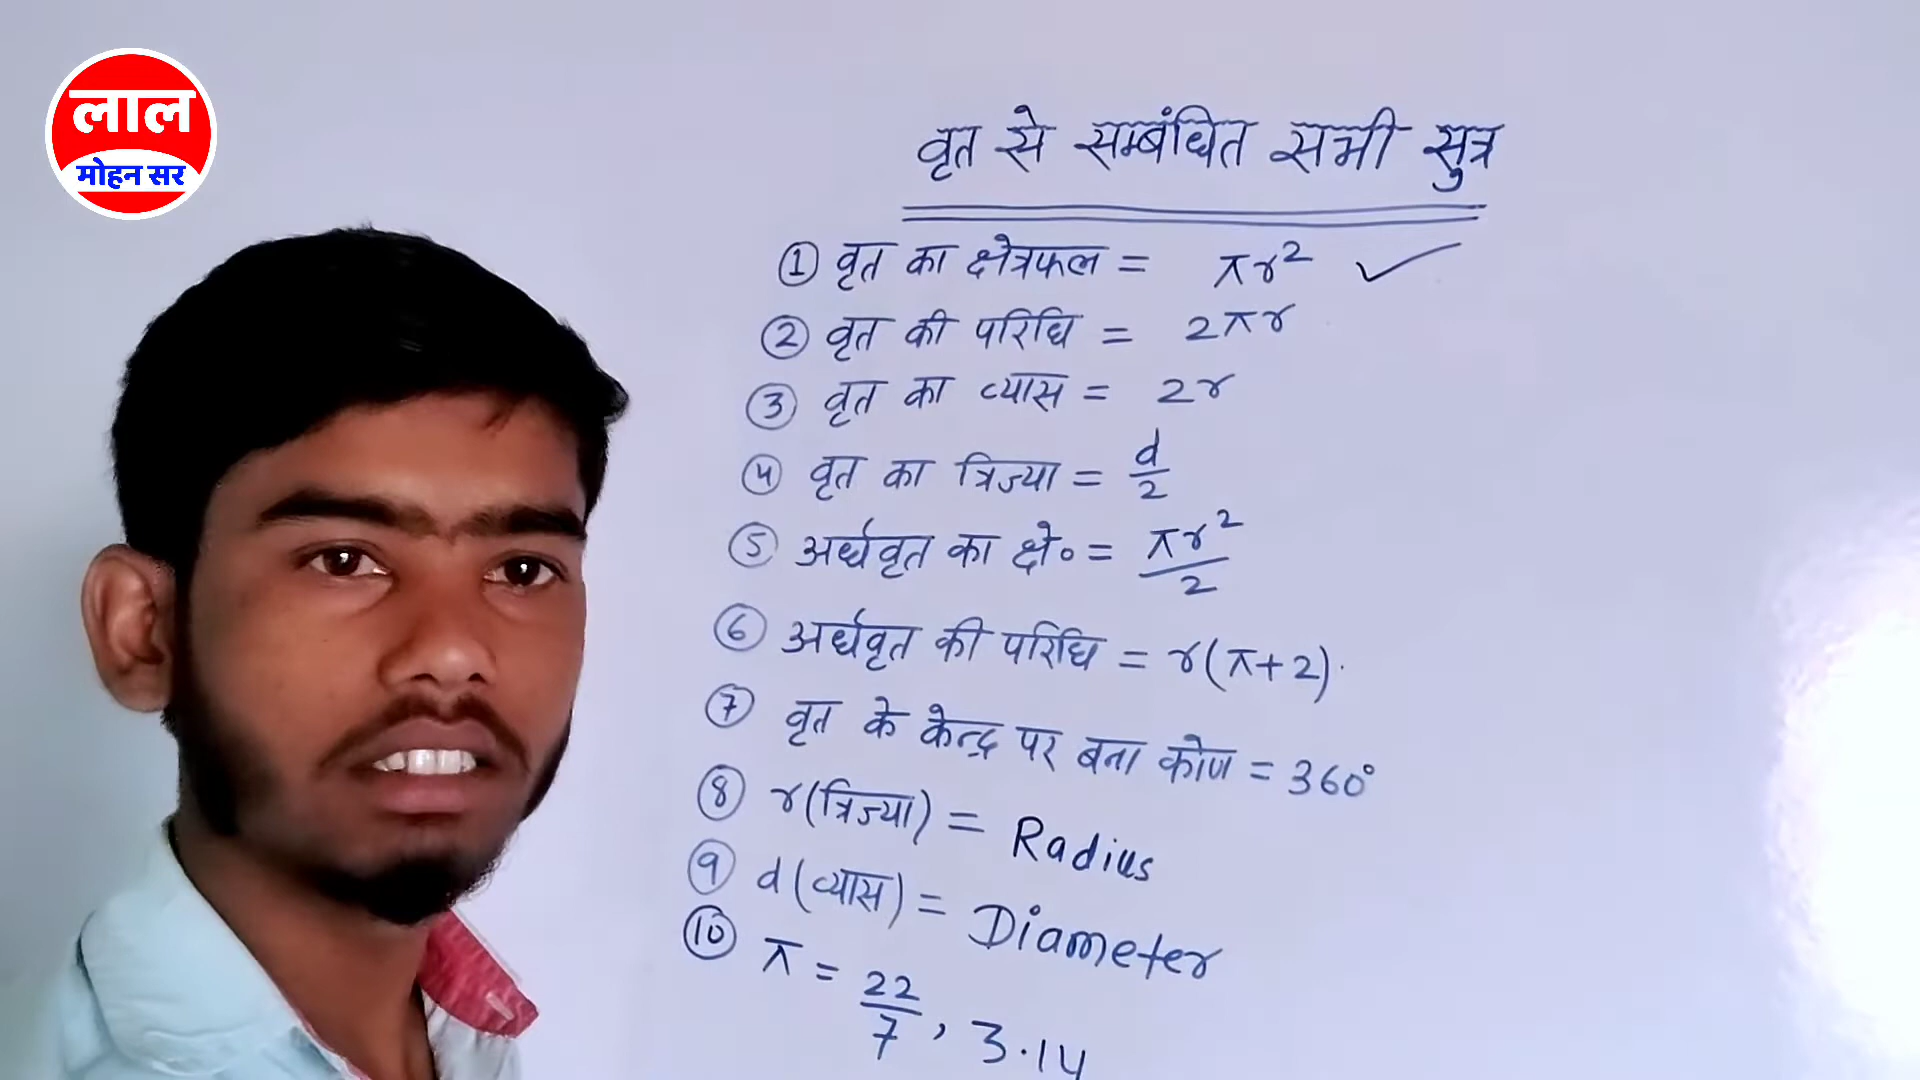 लाल
मोहन सर
वृत से सम्बंधित सभी सुत्र
① वृत का क्षेत्रफल = πr² ✓
② वृत की परिधि = 2πr
③ वृत का व्यास = 2r
④ वृत का त्रिज्या = d/2
⑤ अर्धवृत का क्षे० = πr²/2
⑥ अर्धवृत की परिधि = r(π+2)
⑦ वृत के केन्द्र पर बना कोण = 360°
⑧ r(त्रिज्या) = Radius
⑨ d(व्यास) = Diameter
⑩ π = 22/7, 3.14